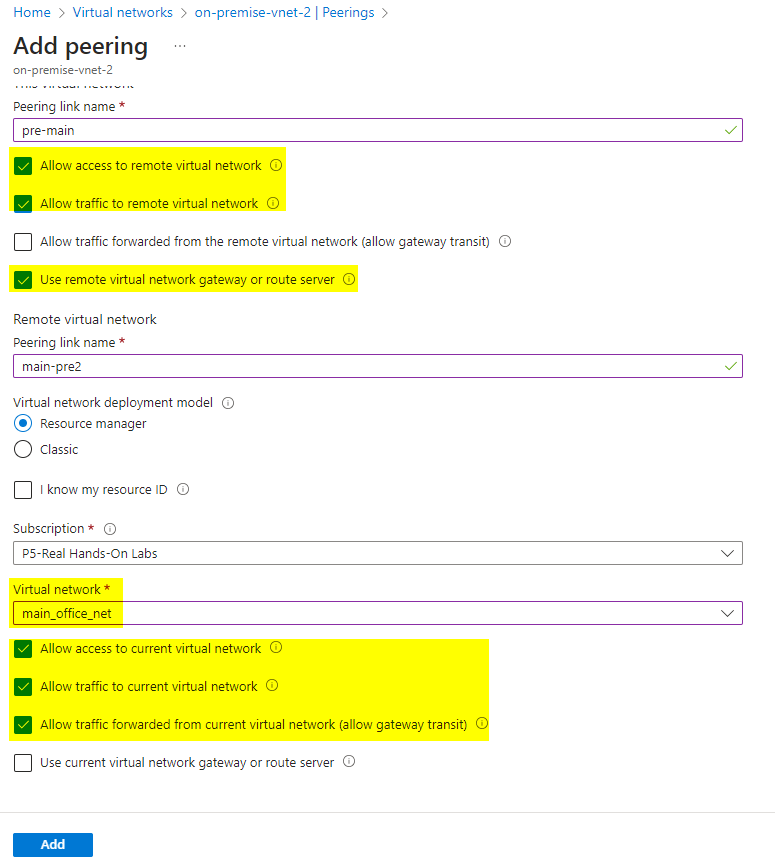 Home > Virtual networks > on-premise-vnet-2 | Peerings >
Add peering ...
on-premise-vnet-2
This virtual network
Peering link name *
pre-main
Allow access to remote virtual network
Allow traffic to remote virtual network
Allow traffic forwarded from the remote virtual network (allow gateway transit)
Use remote virtual network gateway or route server
Remote virtual network
Peering link name *
main-pre2
Virtual network deployment model
Resource manager
Classic
I know my resource ID
Subscription *
P5-Real Hands-On Labs
Virtual network *
main_office_net
Allow access to current virtual network
Allow traffic to current virtual network
Allow traffic forwarded from current virtual network (allow gateway transit)
Use current virtual network gateway or route server
Add